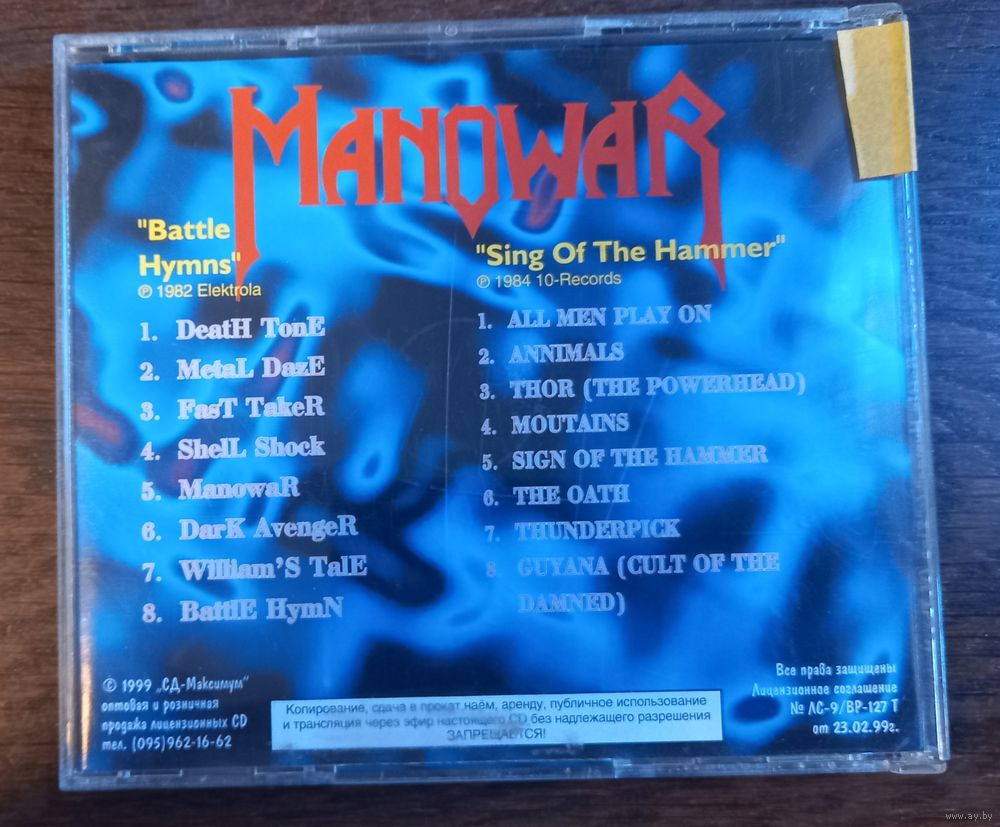 MANOWAR
"Battle
Hymns"
℗ 1982 Elektrola
1. DeatH TonE
2. MetaL DazE
3. FasT TakeR
4. ShelL Shock
5. ManowaR
6. DarK AvengeR
7. William'S TalE
8. BattlE HymN
"Sing Of The Hammer"
℗ 1984 10-Records
1. ALL MEN PLAY ON
2. ANNIMALS
3. THOR (THE POWERHEAD)
4. MOUTAINS
5. SIGN OF THE HAMMER
6. THE OATH
7. THUNDERPICK
8. GUYANA (CULT OF THE
DAMNED)
© 1999 „СД-Максимум"
оптовая и розничная
продажа лицензионных CD
тел. (095)962-16-62
Копирование, сдача в прокат наём, аренду, публичное использование
и трансляция через эфир настоящего CD без надлежащего разрешения
ЗАПРЕЩАЕТСЯ!
Все права защищены
Лицензионное соглашение
№ ЛС-9/ВР-127 Т
от 23.02.99г.
www.ay.by